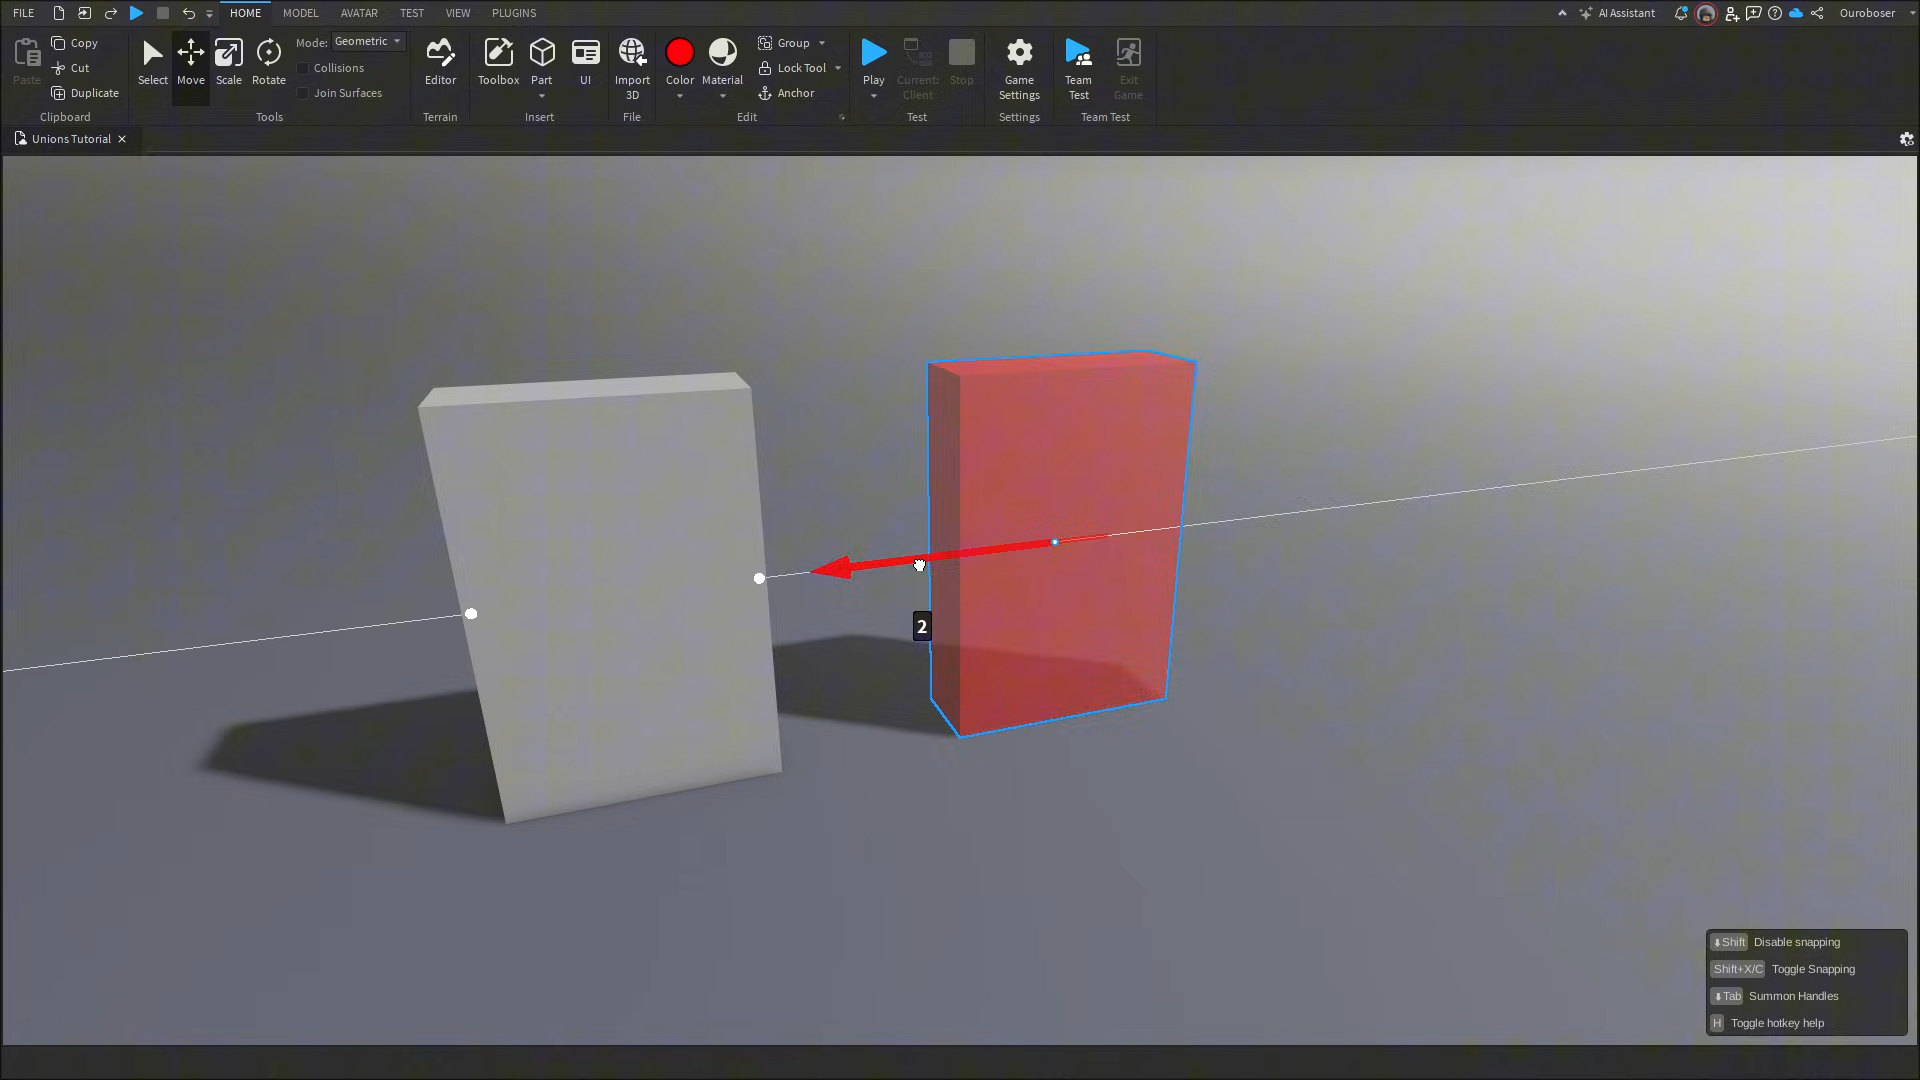 FILE HOME MODEL AVATAR TEST VIEW PLUGINS AI Assistant Ouroboser
Paste
Copy
Cut
Duplicate
Clipboard
Select Move Scale Rotate
Mode: Geometric
Collisions
Join Surfaces
Tools
Editor
Terrain
Toolbox Part UI
Insert
Import
3D
File
Color Material
Group
Lock Tool
Anchor
Edit
Play
Current:
Client
Stop
Test
Game
Settings
Settings
Team
Test
Exit
Game
Team Test
Unions Tutorial
2
Shift Disable snapping
Shift+X/C Toggle Snapping
Tab Summon Handles
H Toggle hotkey help